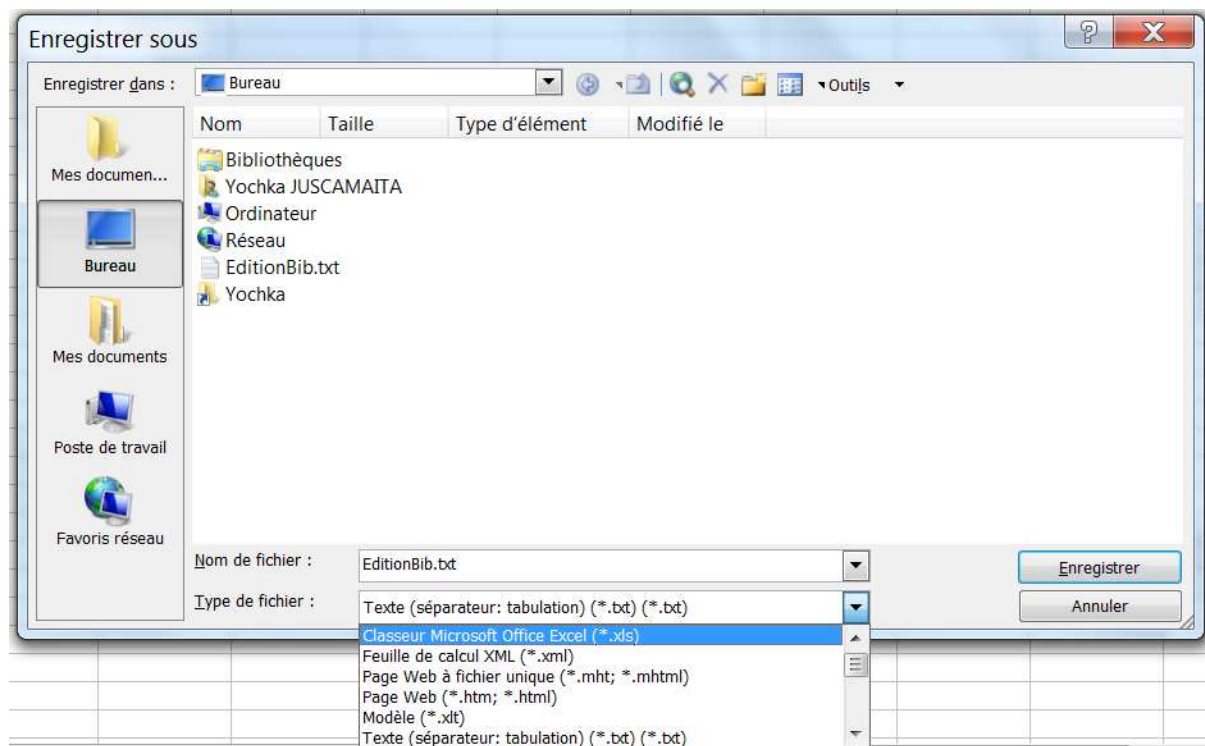 Enregistrer sous
Enregistrer dans :
Bureau
Outils
Nom Taille Type d'élément Modifié le
Mes documen...
Bureau
Mes documents
Poste de travail
Favoris réseau
Bibliothèques
Yochka JUSCAMAITA
Ordinateur
Réseau
EditionBib.txt
Yochka
Nom de fichier : EditionBib.txt
Enregistrer
Type de fichier : Texte (séparateur: tabulation) (*.txt) (*.txt)
Annuler
Classeur Microsoft Office Excel (*.xls)
Feuille de calcul XML (*.xml)
Page Web à fichier unique (*.mht; *.mhtml)
Page Web (*.htm; *.html)
Modèle (*.xlt)
Texte (séparateur: tabulation) (*.txt) (*.txt)